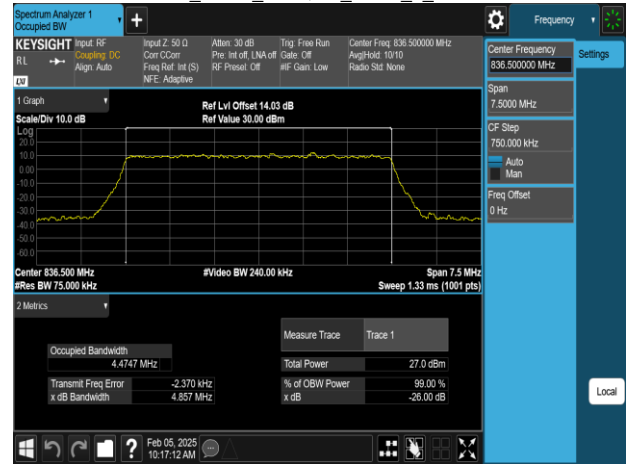 Spectrum Analyzer 1
Occupied BW
Frequency
KEYSIGHT
RL
LXI
Input: RF
Coupling: DC
Align: Auto
Input Z: 50 Ω
Corr CCorr
Freq Ref: Int (S)
NFE: Adaptive
Atten: 30 dB
Pre: Int off, LNA off
RF Presel: Off
Trig: Free Run
Gate: Off
#IF Gain: Low
Center Freq: 836.500000 MHz
Avg|Hold: 10/10
Radio Std: None
Center Frequency
836.500000 MHz
Settings
Span
7.5000 MHz
CF Step
750.000 kHz
Auto
Man
Freq Offset
0 Hz
Local
1 Graph
Scale/Div 10.0 dB
Ref Lvl Offset 14.03 dB
Ref Value 30.00 dBm
Log
20.0
10.0
0.00
-10.0
-20.0
-30.0
-40.0
-50.0
-60.0
Center 836.500 MHz
#Res BW 75.000 kHz
#Video BW 240.00 kHz
Span 7.5 MHz
Sweep 1.33 ms (1001 pts)
2 Metrics
Measure Trace Trace 1
Occupied Bandwidth
4.4747 MHz
Total Power 27.0 dBm
Transmit Freq Error -2.370 kHz
% of OBW Power 99.00 %
x dB Bandwidth 4.857 MHz
x dB -26.00 dB
?
Feb 05, 2025
10:17:12 AM